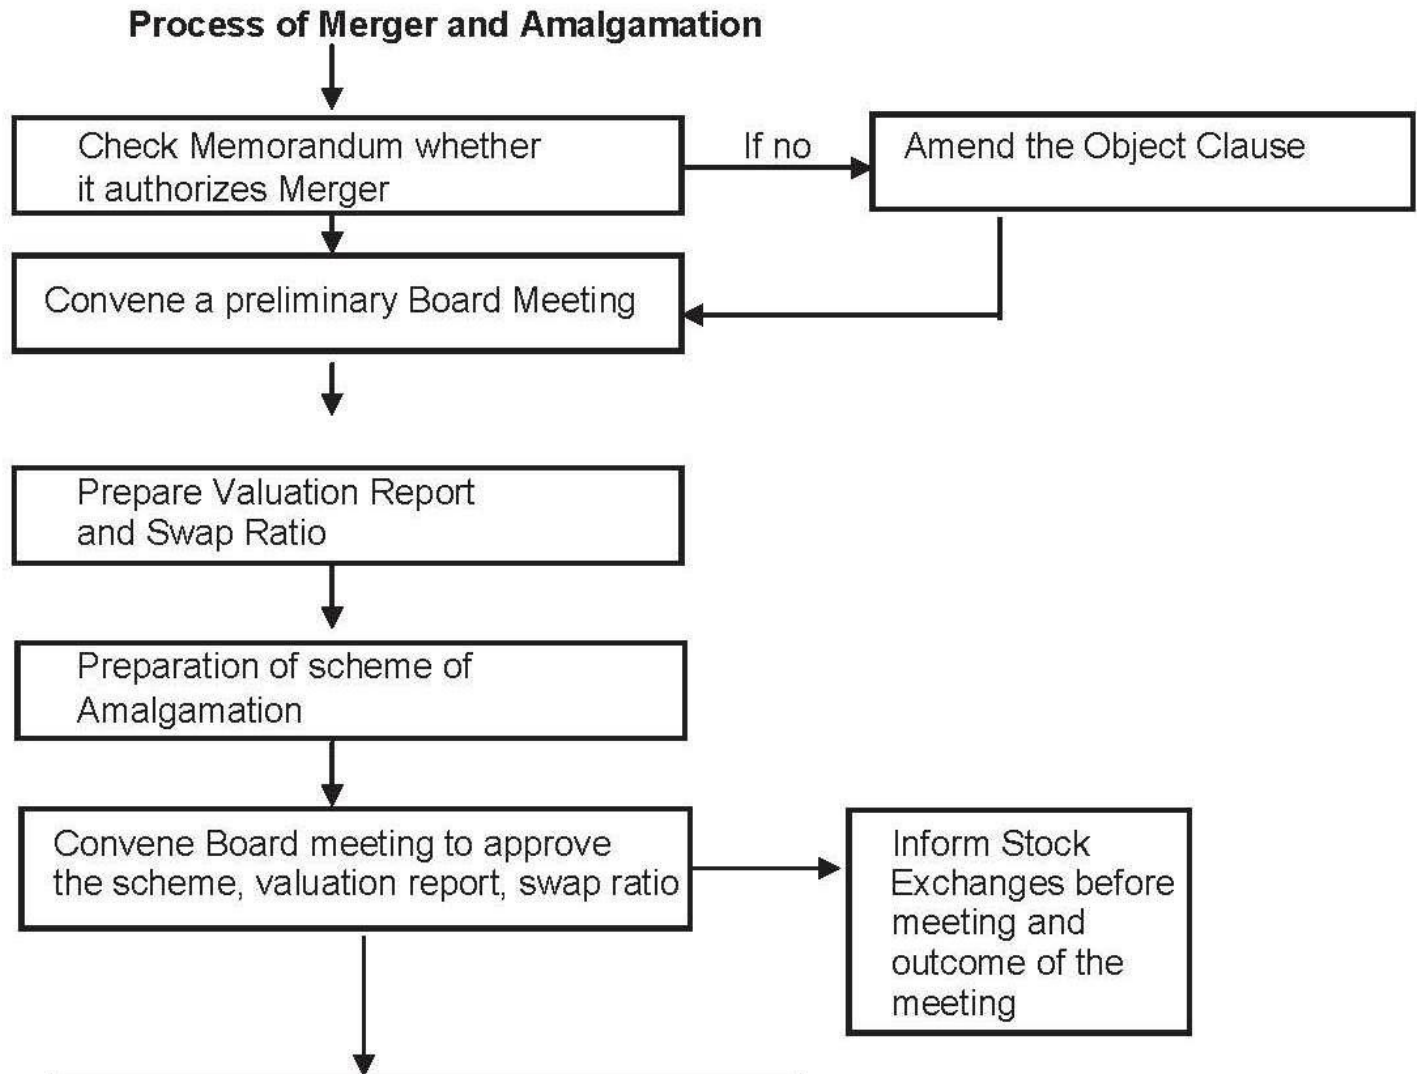 Process of Merger and Amalgamation
Check Memorandum whether
it authorizes Merger
If no
Amend the Object Clause
Convene a preliminary Board Meeting
Prepare Valuation Report
and Swap Ratio
Preparation of scheme of
Amalgamation
Convene Board meeting to approve
the scheme, valuation report, swap ratio
Inform Stock
Exchanges before
meeting and
outcome of the
meeting